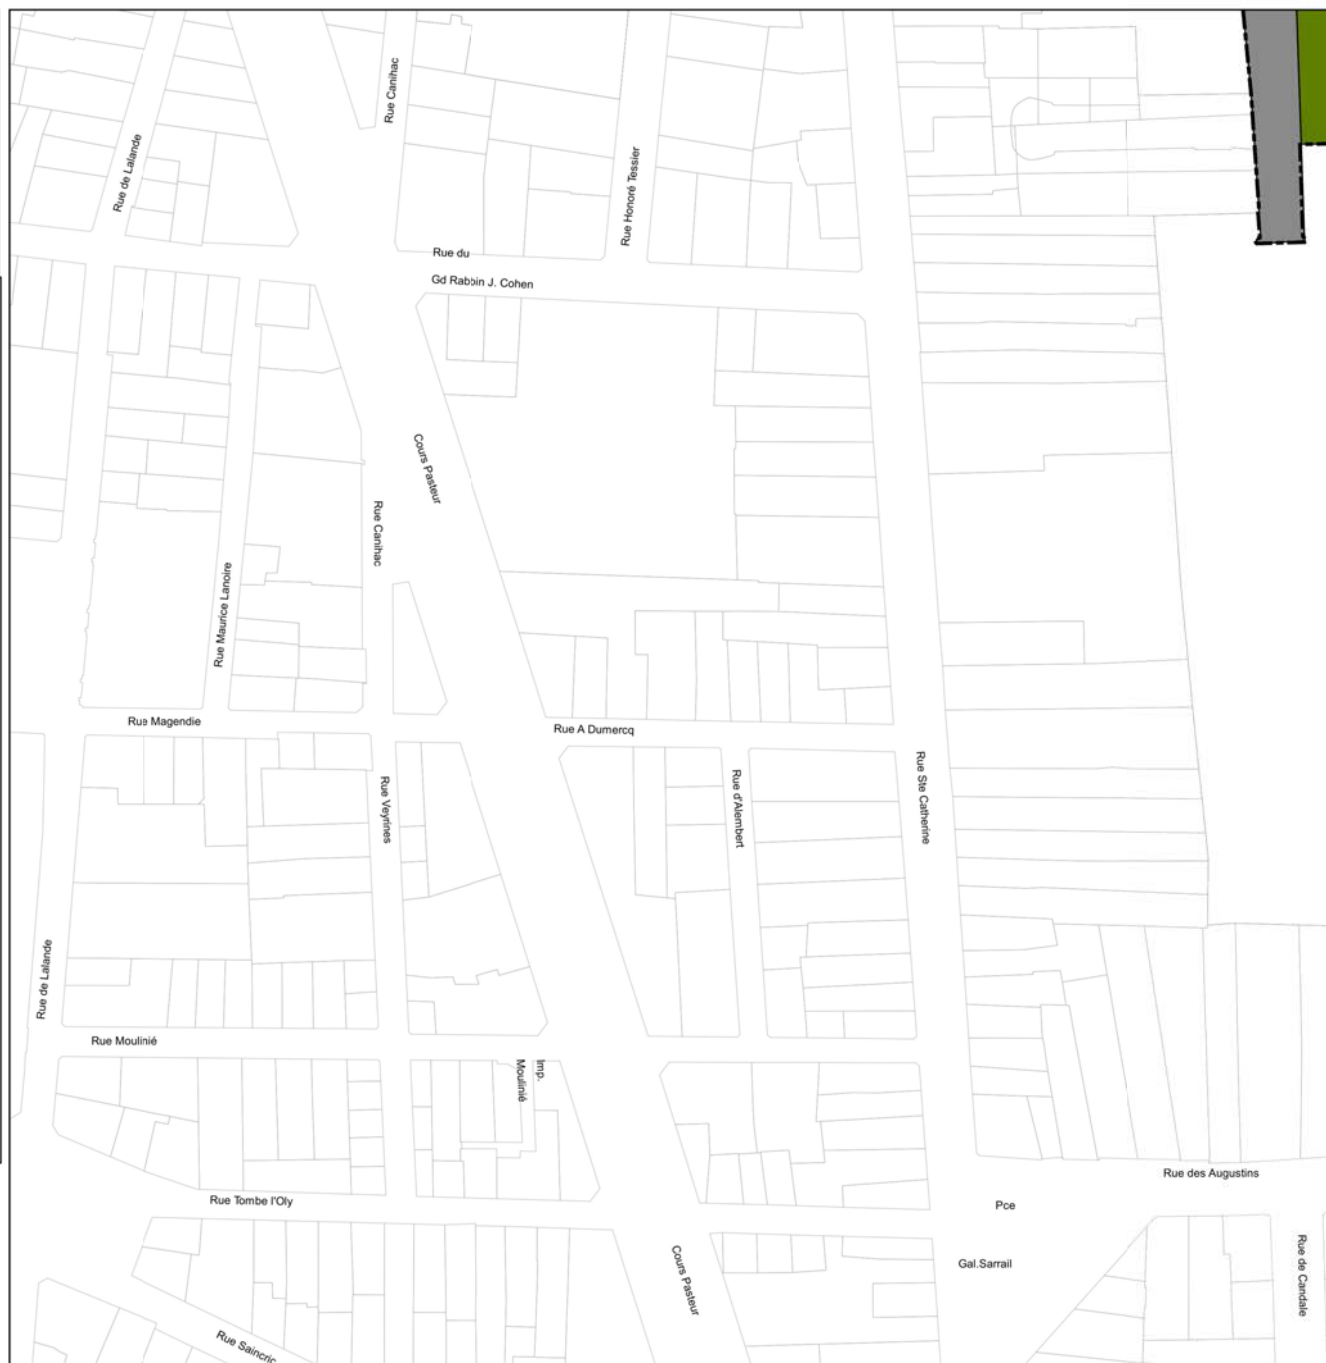 Rue Canihac
Rue de Lalande
Rue Honoré Tessier
Rue du
Gd Rabbin J. Cohen
Cours Pasteur
Rue Canihac
Rue Maurice Lanoire
Rue Magendie
Rue A Dumercq
Rue Ste Catherine
Rue d'Alembert
Rue Veyrines
Rue de Lalande
Rue Moulinié
Imp.
Moulinié
Rue des Augustins
Rue Tombe l'Oly
Pce
Gal.Sarrail
Rue de Candale
Cours Pasteur
Rue Saincric